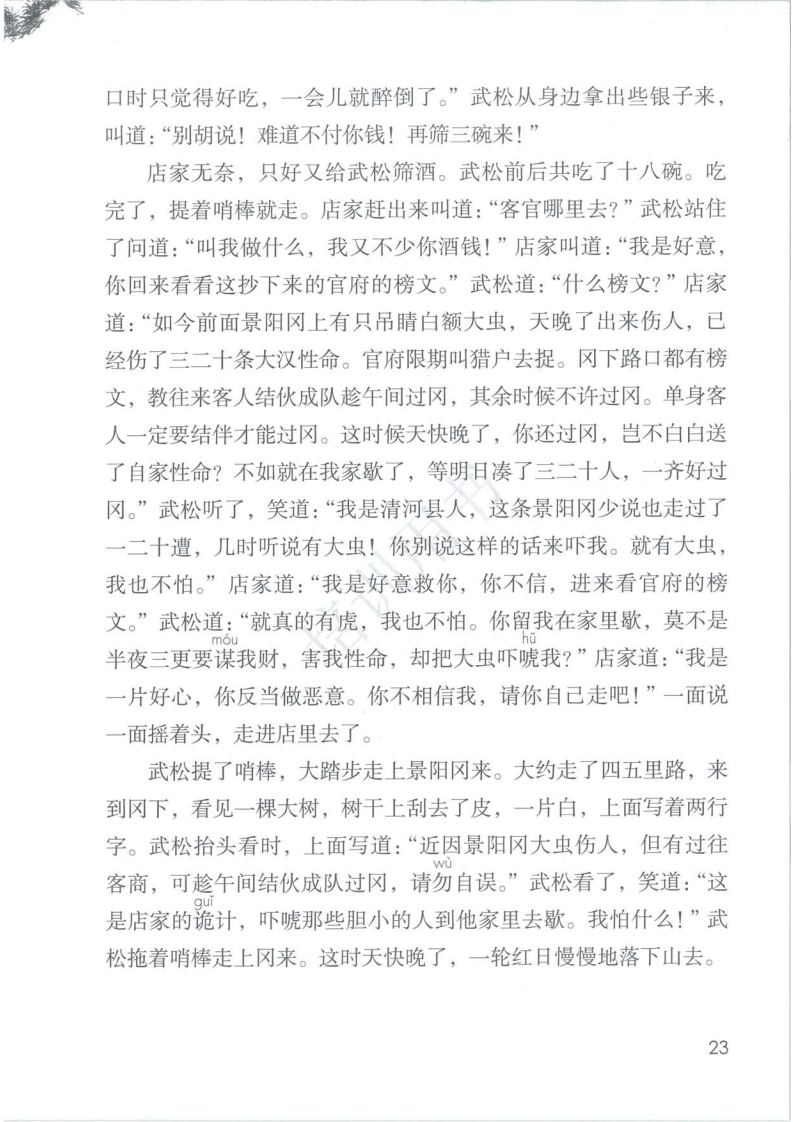 口时只觉得好吃，一会儿就醉倒了。”武松从身边拿出些银子来，
叫道：“别胡说！难道不付你钱！再筛三碗来！”
店家无奈，只好又给武松筛酒。武松前后共吃了十八碗。吃
完了，提着哨棒就走。店家赶出来叫道：“客官哪里去？”武松站住
了问道：“叫我做什么，我又不少你酒钱！”店家叫道：“我是好意，
你回来看看这抄下来的官府的榜文。”武松道：“什么榜文？”店家
道：“如今前面景阳冈上有只吊睛白额大虫，天晚了出来伤人，已
经伤了三二十条大汉性命。官府限期叫猎户去捉。冈下路口都有榜
文，教往来客人结伙成队趁午间过冈，其余时候不许过冈。单身客
人一定要结伴才能过冈。这时候天快晚了，你还过冈，岂不白白送
了自家性命？不如就在我家歇了，等明日凑了三二十人，一齐好过
冈。”武松听了，笑道：“我是清河县人，这条景阳冈少说也走过了
一二十遭，几时听说有大虫！你别说这样的话来吓我。就有大虫，
我也不怕。”店家道：“我是好意救你，你不信，进来看官府的榜
文。”武松道：“就真的有虎，我也不怕。你留我在家里歇，莫不是
móu hǔ
半夜三更要谋我财，害我性命，却把大虫吓唬我？”店家道：“我是
一片好心，你反当做恶意。你不相信我，请你自己走吧！”一面说
一面摇着头，走进店里去了。
武松提了哨棒，大踏步走上景阳冈来。大约走了四五里路，来
到冈下，看见一棵大树，树干上刮去了皮，一片白，上面写着两行
字。武松抬头看时，上面写道：“近因景阳冈大虫伤人，但有过往
wù
客商，可趁午间结伙成队过冈，请勿自误。”武松看了，笑道：“这
guǐ
是店家的诡计，吓唬那些胆小的人到他家里去歇。我怕什么！”武
松拖着哨棒走上冈来。这时天快晚了，一轮红日慢慢地落下山去。
23
培训用书